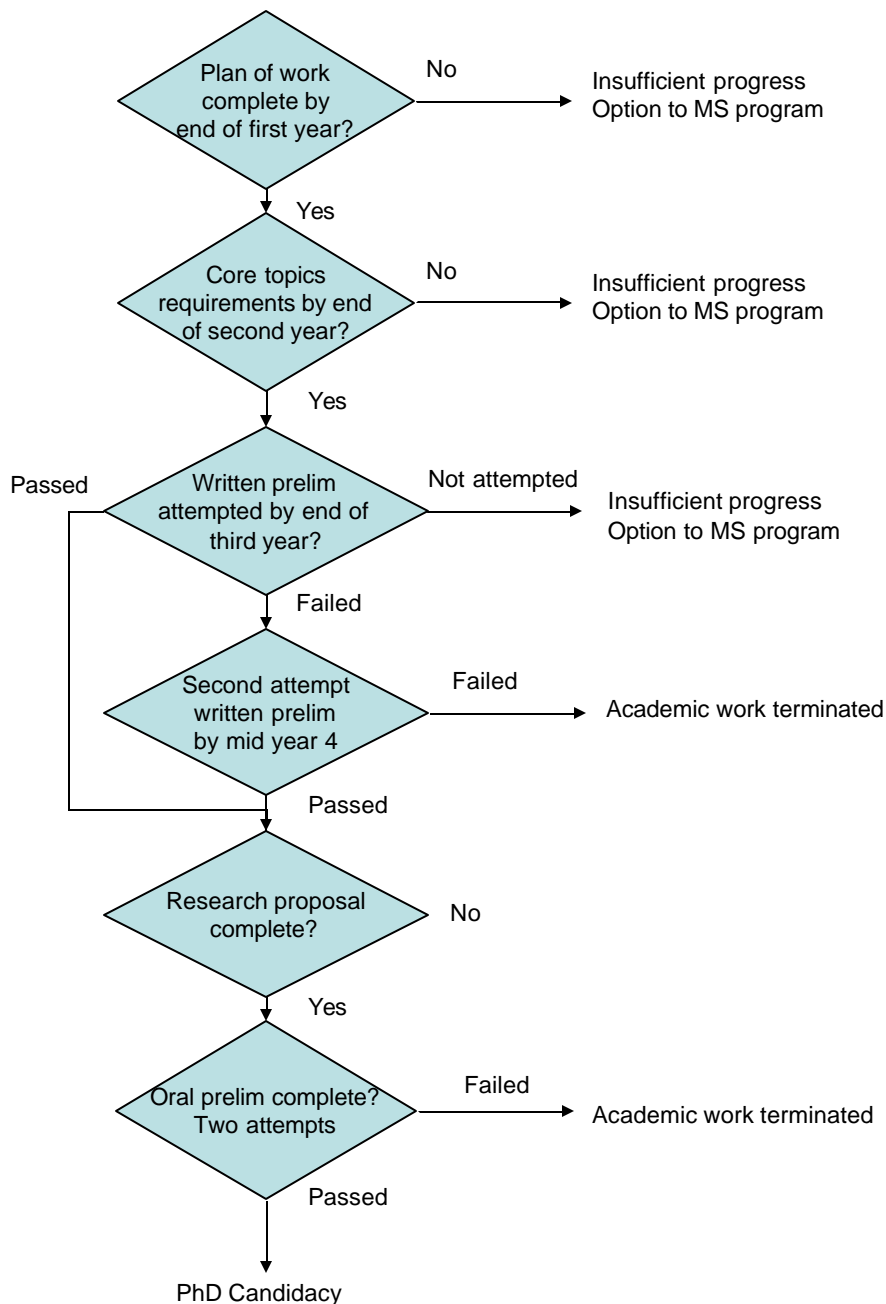 Plan of work
complete by
end of first year?
No
Insufficient progress
Option to MS program
Yes
Core topics
requirements by end
of second year?
No
Insufficient progress
Option to MS program
Yes
Passed
Written prelim
attempted by end of
third year?
Not attempted
Insufficient progress
Option to MS program
Failed
Second attempt
written prelim
by mid year 4
Failed
Academic work terminated
Passed
Research proposal
complete?
No
Yes
Oral prelim complete?
Two attempts
Failed
Academic work terminated
Passed
PhD Candidacy